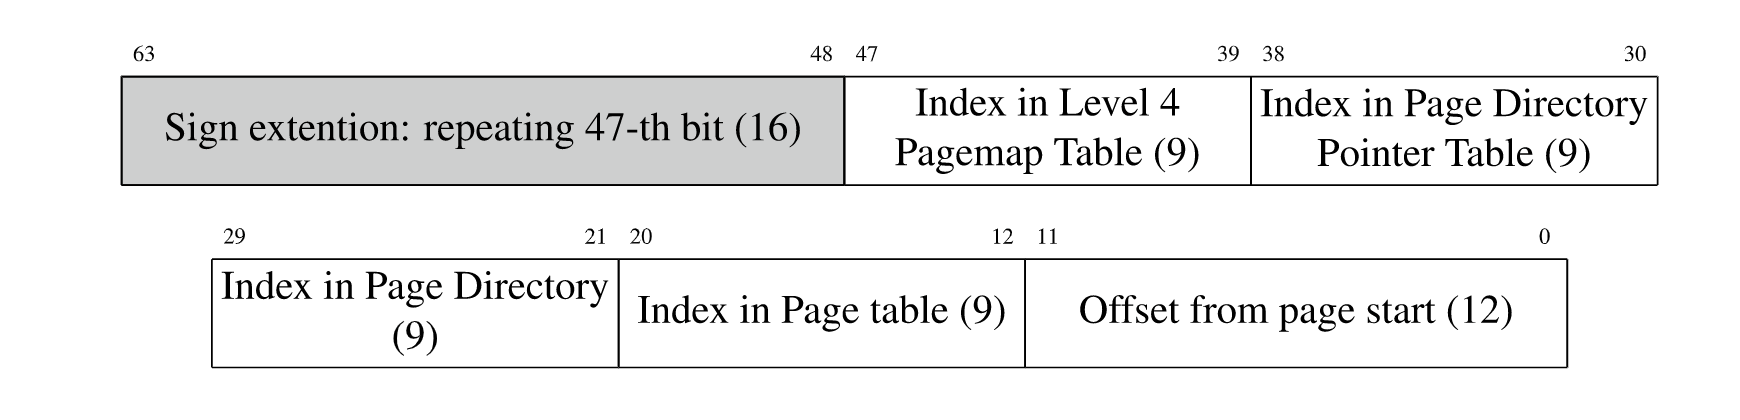 63 48 47 39 38 30
Sign extention: repeating 47-th bit (16)
Index in Level 4
Pagemap Table (9)
Index in Page Directory
Pointer Table (9)
29 21 20 12 11 0
Index in Page Directory
(9)
Index in Page table (9)
Offset from page start (12)